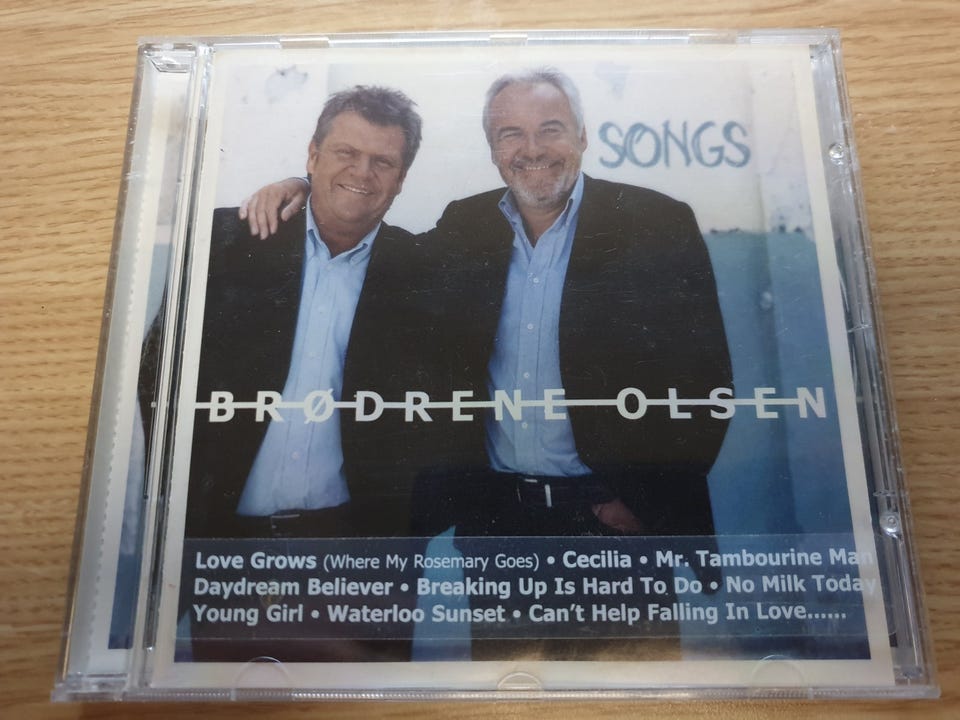 SONGS
BRØDRENE OLSEN
Love Grows (Where My Rosemary Goes) • Cecilia • Mr. Tambourine Man
Daydream Believer • Breaking Up Is Hard To Do • No Milk Today
Young Girl • Waterloo Sunset • Can't Help Falling In Love......